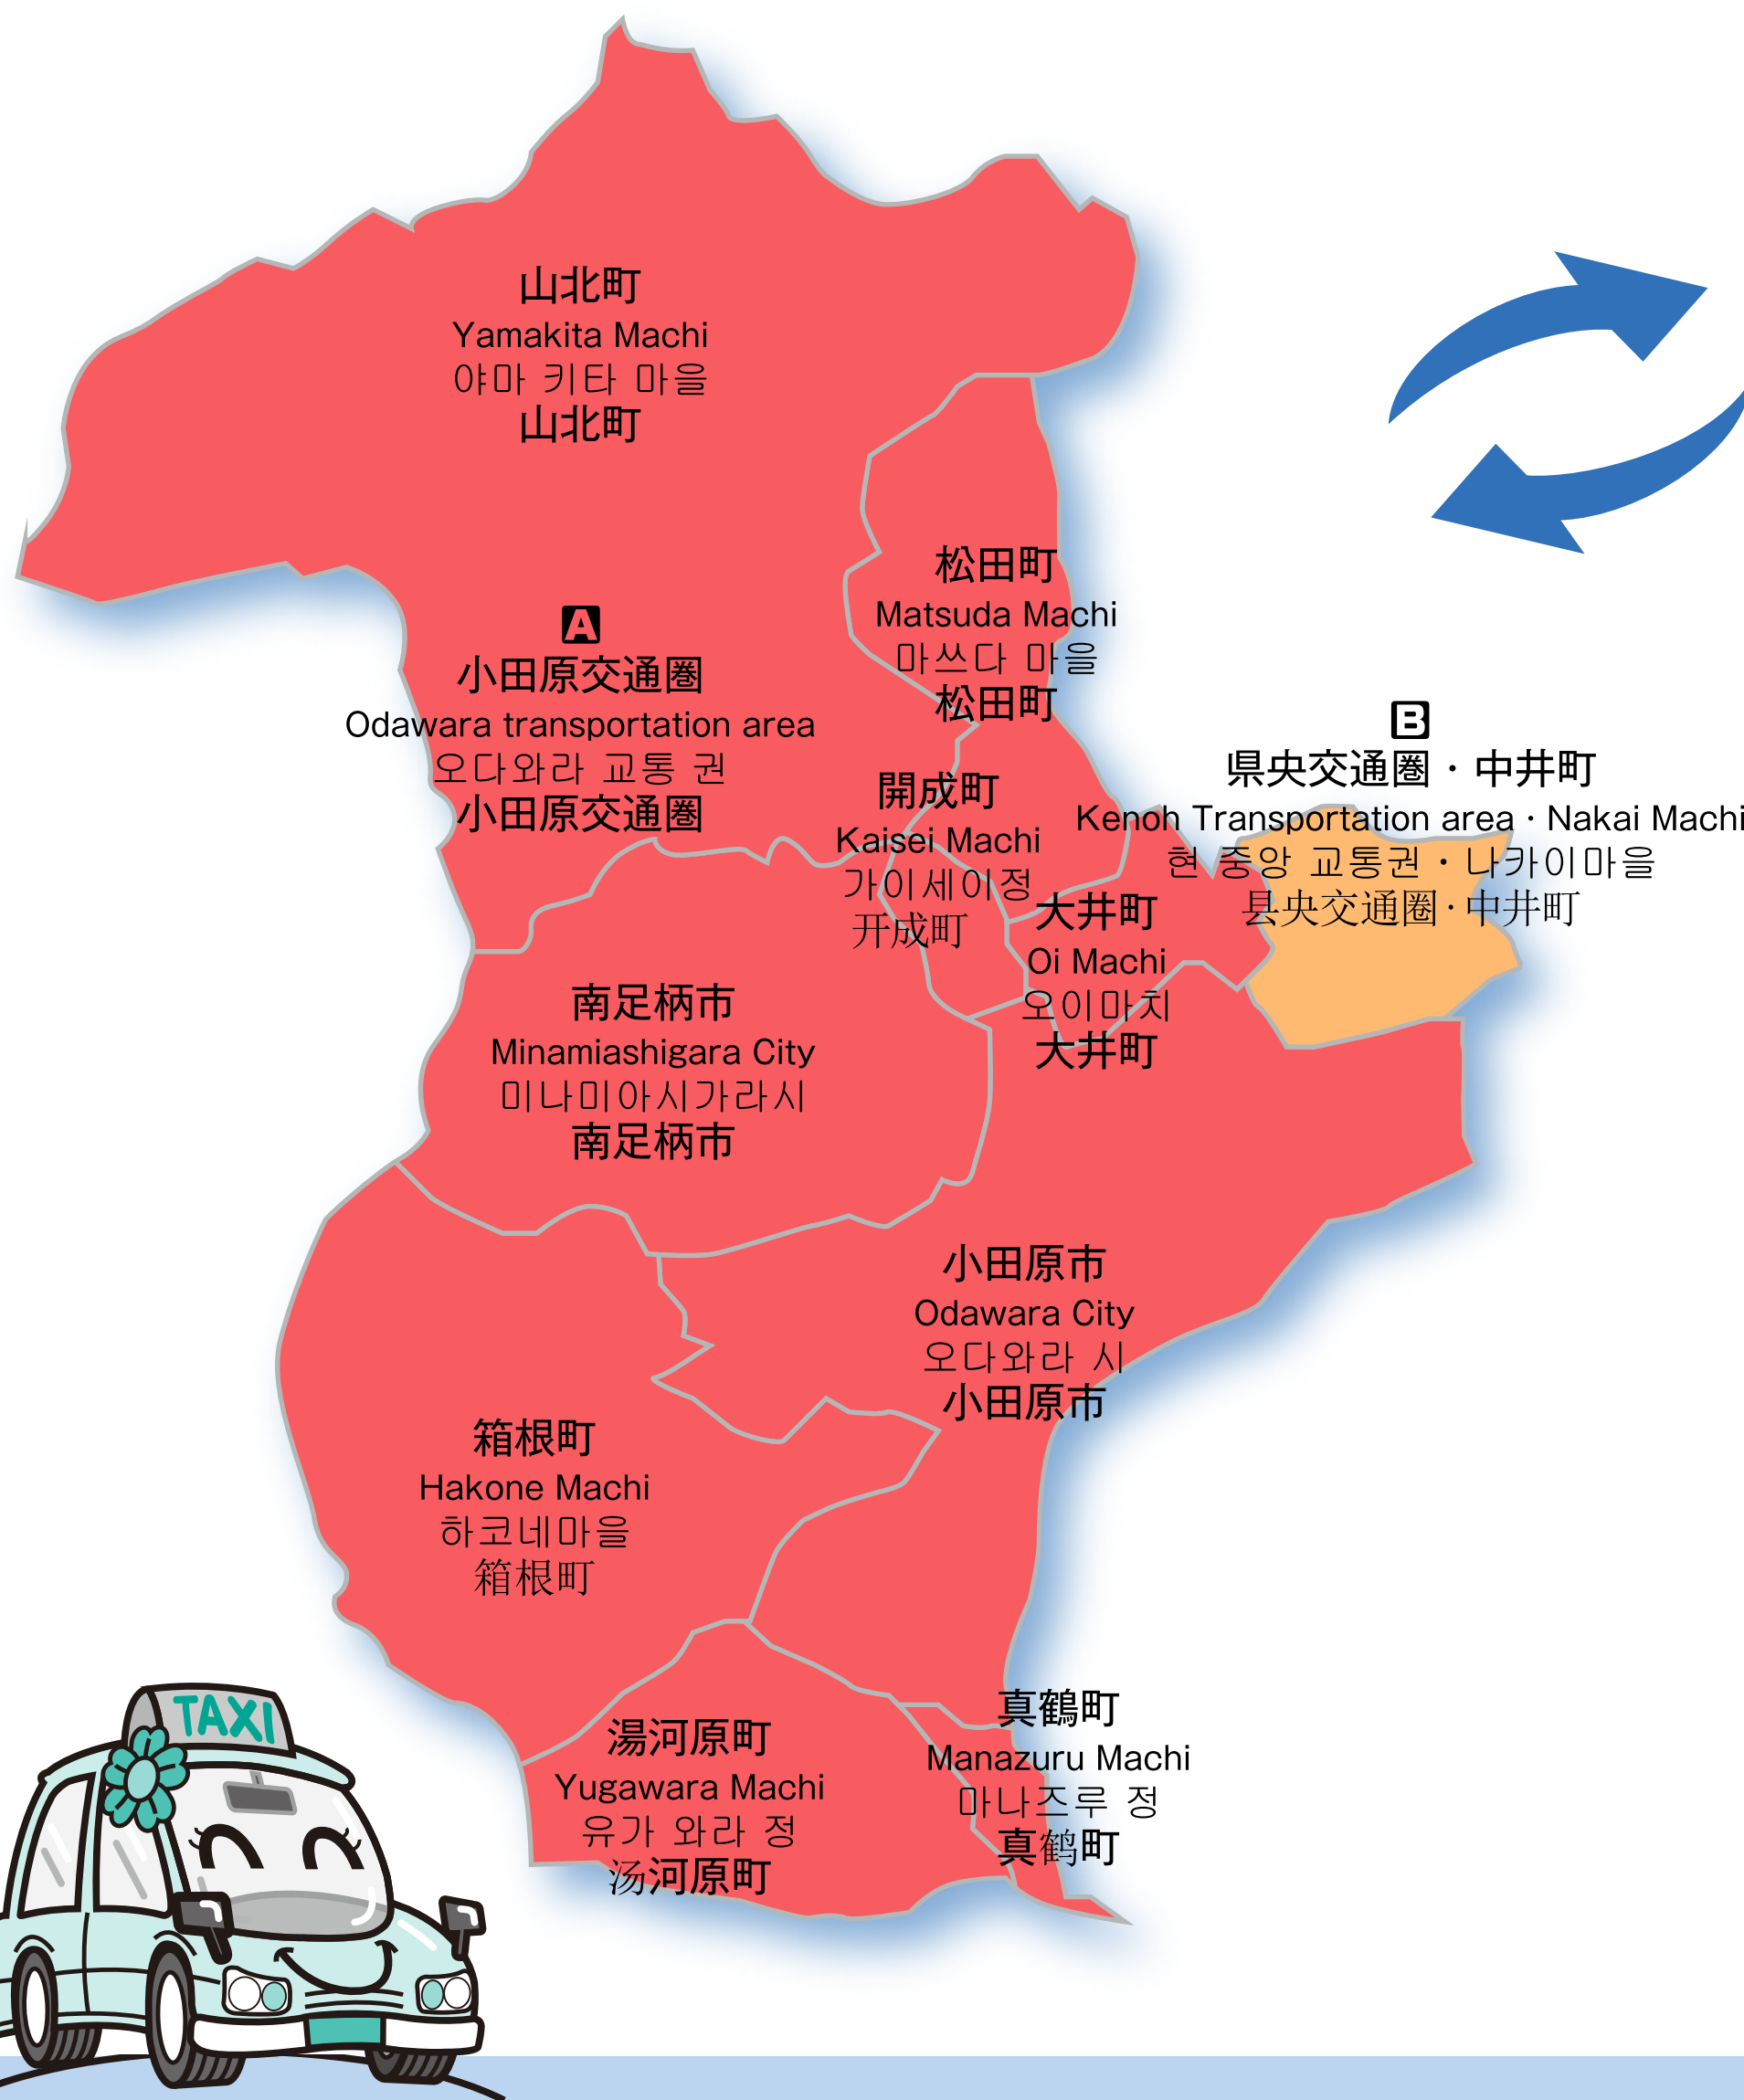 山北町
Yamakita Machi
야마 키타 마을
山北町
松田町
Matsuda Machi
마쓰다 마을
松田町
A
小田原交通圏
Odawara transportation area
오다와라 교통 권
小田原交通圏
B
県央交通圏・中井町
Kenoh Transportation area・Nakai Machi
현 중앙 교통권・나카이마을
县央交通圈·中井町
開成町
Kaisei Machi
가이세이정
开成町
大井町
Oi Machi
오이마치
大井町
南足柄市
Minamiashigara City
미나미아시가라시
南足柄市
小田原市
Odawara City
오다와라 시
小田原市
箱根町
Hakone Machi
하코네마을
箱根町
真鶴町
Manazuru Machi
마나즈루 정
真鹤町
湯河原町
Yugawara Machi
유가 와라 정
汤河原町
TAXI